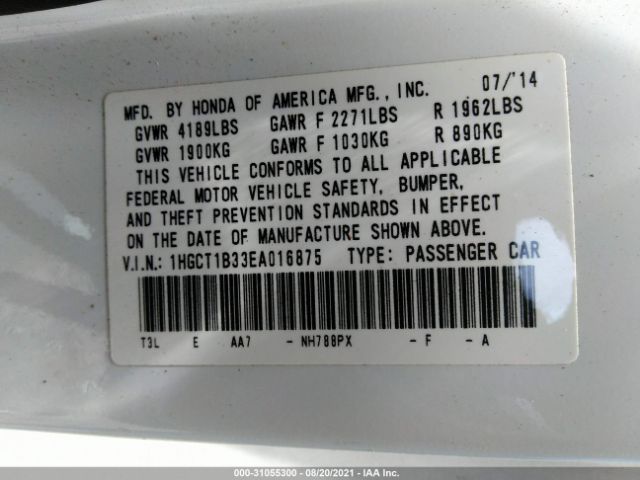 MFD. BY HONDA OF AMERICA MFG., INC. 07/'14
GVWR 4189LBS GAWR F 2271LBS R 1962LBS
GVWR 1900KG GAWR F 1030KG R 890KG
THIS VEHICLE CONFORMS TO ALL APPLICABLE
FEDERAL MOTOR VEHICLE SAFETY, BUMPER,
AND THEFT PREVENTION STANDARDS IN EFFECT
ON THE DATE OF MANUFACTURE SHOWN ABOVE.
V.I.N.: 1HGCT1B33EA016875 TYPE: PASSENGER CAR
T3L E AA7 - NH788PX - F - A
000-31055300 - 08/20/2021 - IAA Inc.